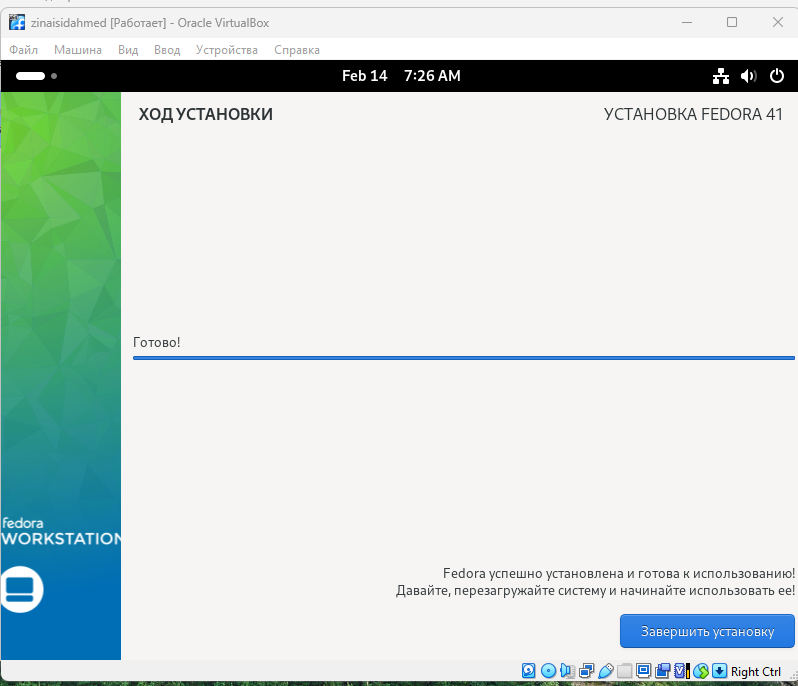 zinaisidahmed [Работает] - Oracle VirtualBox
Файл Машина Вид Ввод Устройства Справка
Feb 14 7:26 AM
ХОД УСТАНОВКИ
УСТАНОВКА FEDORA 41
Готово!
fedora
WORKSTATION
Fedora успешно установлена и готова к использованию!
Давайте, перезагружайте систему и начинайте использовать ее!
Завершить установку
Right Ctrl